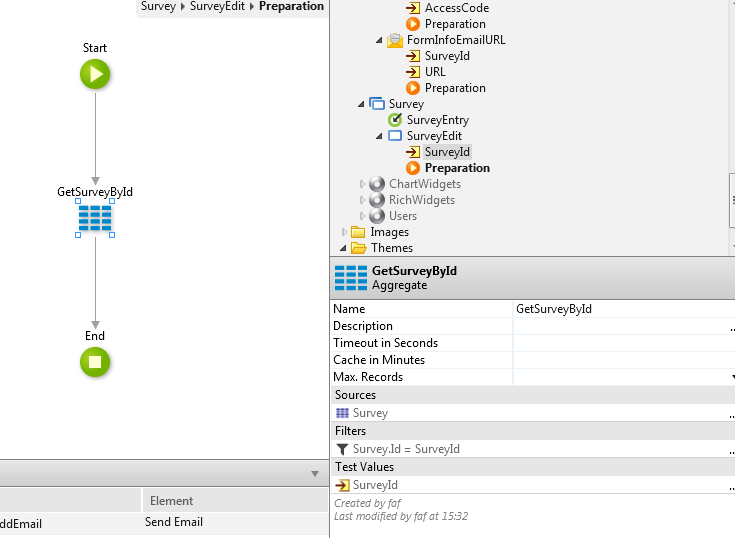 Survey ▸ SurveyEdit ▸ Preparation
Start
GetSurveyById
End
Element
ddEmail
Send Email
AccessCode
Preparation
FormInfoEmailURL
SurveyId
URL
Preparation
Survey
SurveyEntry
SurveyEdit
SurveyId
Preparation
ChartWidgets
RichWidgets
Users
Images
Themes
GetSurveyById
Aggregate
Name GetSurveyById
Description ..
Timeout in Seconds
Cache in Minutes
Max. Records
Sources
Survey ..
Filters
Survey.Id = SurveyId ..
Test Values
SurveyId ..
Created by faf
Last modified by faf at 15:32